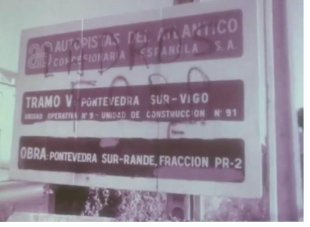 AUTOPISTAS DEL ATLANTICO
CONCESIONARIA ESPAÑOLA S.A.
TRAMO V: PONTEVEDRA SUR-VIGO
UNIDAD OPERATIVA Nº 9 - UNIDAD DE CONSTRUCCION Nº 91
OBRA: PONTEVEDRA SUR-RANDE, FRACCION PR-2